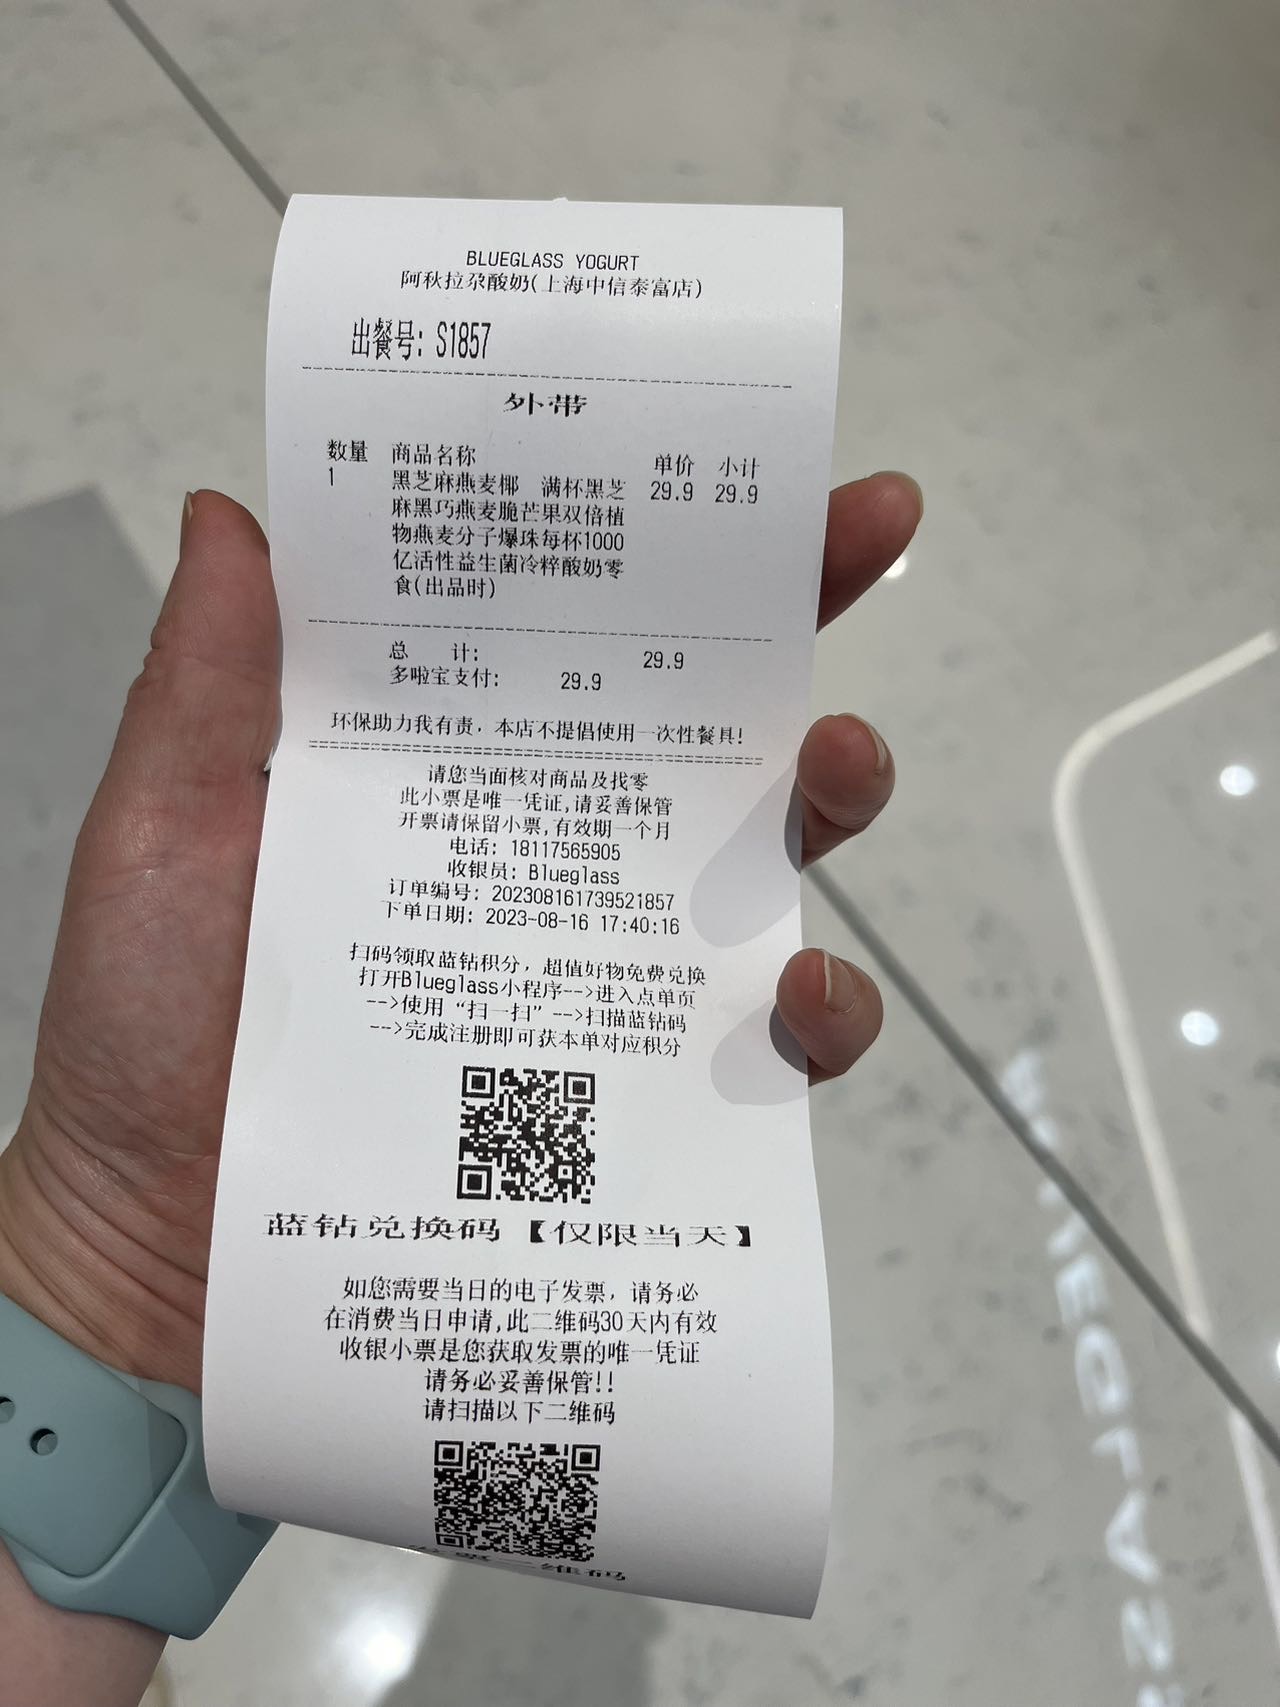 BLUEGLASS YOGURT
阿秋拉尕酸奶(上海中信泰富店)
出餐号: S1857
外带
数量 商品名称 单价 小计
1 黑芝麻燕麦椰 满杯黑芝 29.9 29.9
麻黑巧燕麦脆芒果双倍植
物燕麦分子爆珠每杯1000
亿活性益生菌冷粹酸奶零
食(出品时)
总 计: 29.9
多啦宝支付: 29.9
环保助力我有责，本店不提倡使用一次性餐具!
请您当面核对商品及找零
此小票是唯一凭证,请妥善保管
开票请保留小票,有效期一个月
电话: 18117565905
收银员: Blueglass
订单编号: 202308161739521857
下单日期: 2023-08-16 17:40:16
扫码领取蓝钻积分，超值好物免费兑换
打开Blueglass小程序-->进入点单页
-->使用“扫一扫”-->扫描蓝钻码
-->完成注册即可获本单对应积分
蓝钻兑换码【仅限当天】
如您需要当日的电子发票，请务必
在消费当日申请,此二维码30天内有效
收银小票是您获取发票的唯一凭证
请务必妥善保管!!
请扫描以下二维码
发票二维码